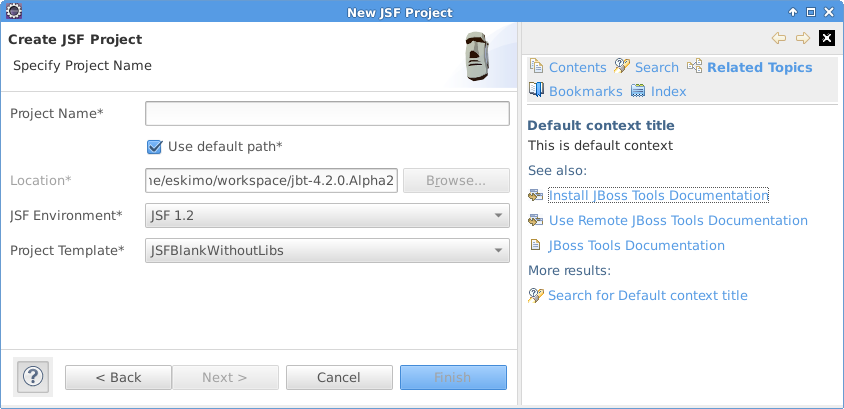 New JSF Project
Create JSF Project
Specify Project Name
Project Name*
Use default path*
Location* ne/eskimo/workspace/jbt-4.2.0.Alpha2 Browse...
JSF Environment* JSF 1.2
Project Template* JSFBlankWithoutLibs
? < Back Next > Cancel Finish
Contents Search Related Topics
Bookmarks Index
Default context title
This is default context
See also:
Install JBoss Tools Documentation
Use Remote JBoss Tools Documentation
JBoss Tools Documentation
More results:
Search for Default context title